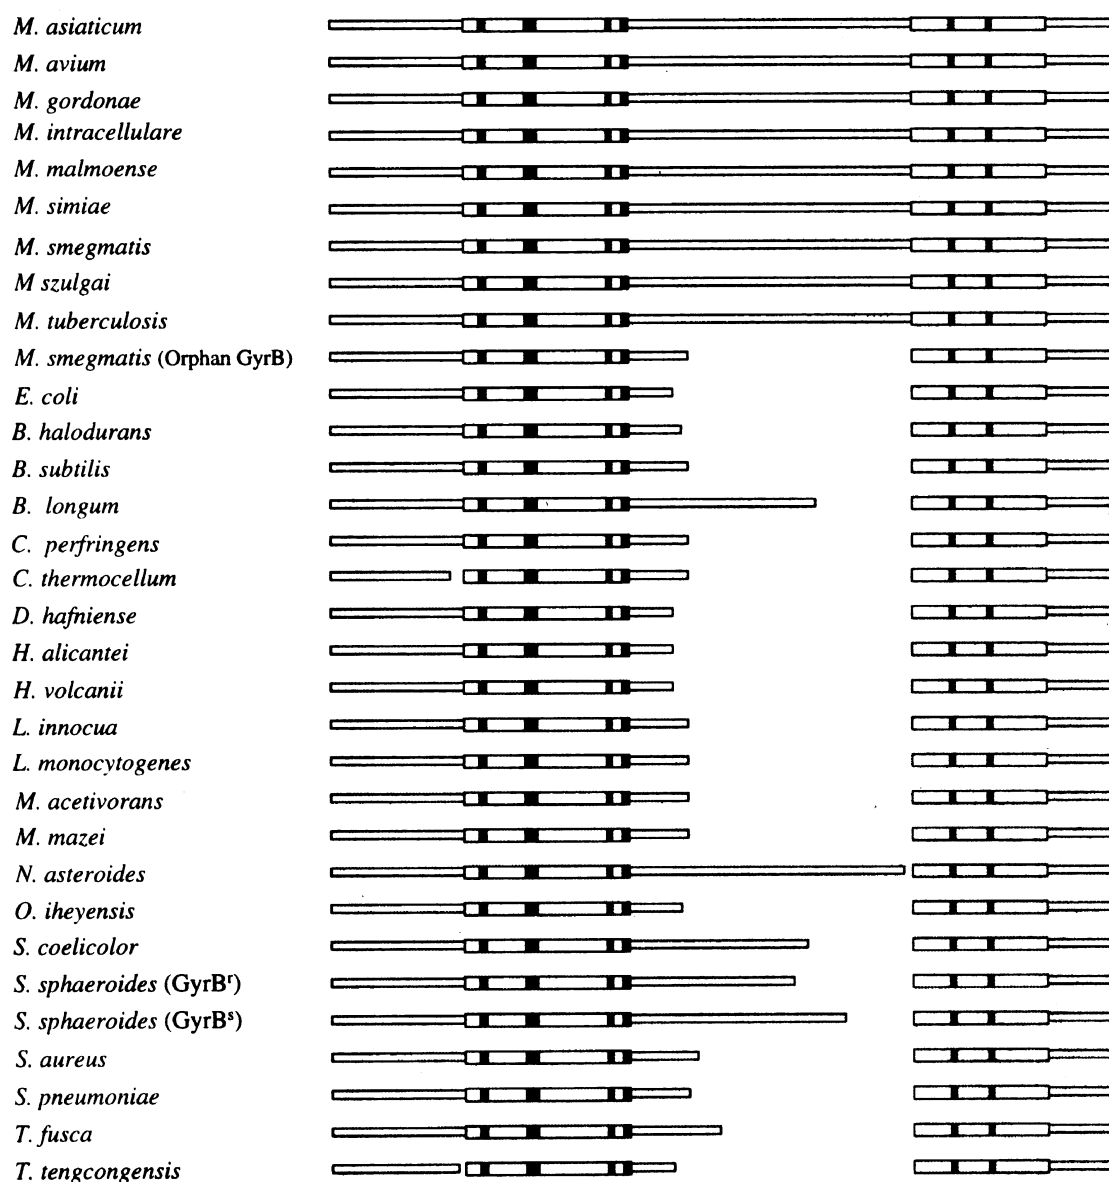 M. asiaticum
M. avium
M. gordonae
M. intracellulare
M. malmoense
M. simiae
M. smegmatis
M szulgai
M. tuberculosis
M. smegmatis (Orphan GyrB)
E. coli
B. halodurans
B. subtilis
B. longum
C. perfringens
C. thermocellum
D. hafniense
H. alicantei
H. volcanii
L. innocua
L. monocytogenes
M. acetivorans
M. mazei
N. asteroides
O. iheyensis
S. coelicolor
S. sphaeroides (GyrBʳ)
S. sphaeroides (GyrBˢ)
S. aureus
S. pneumoniae
T. fusca
T. tengcongensis